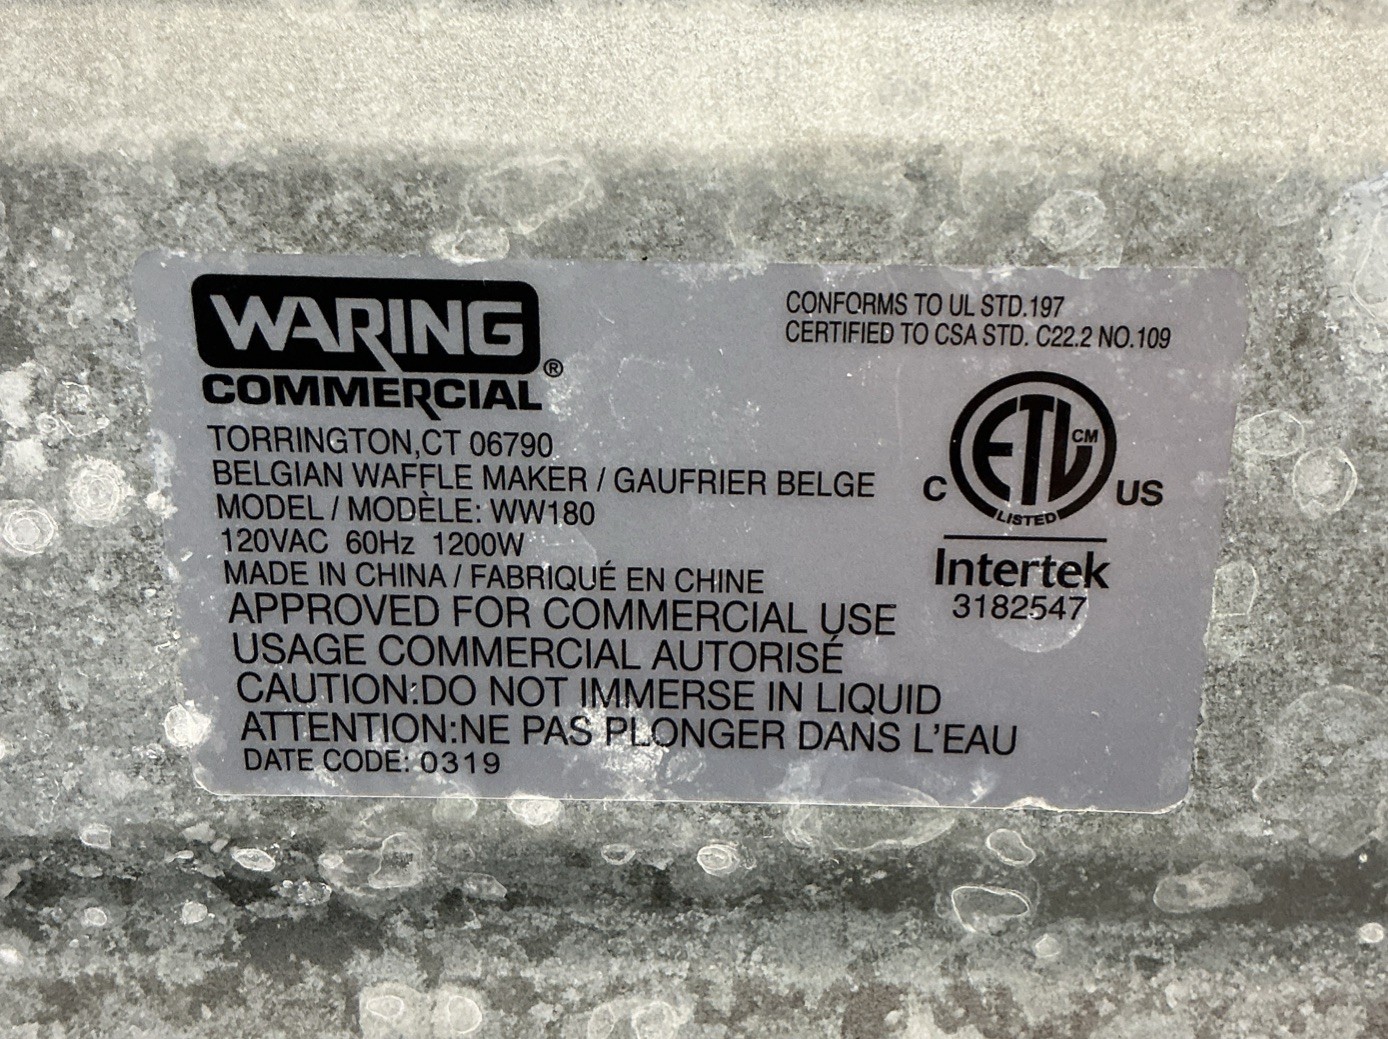 WARING®
COMMERCIAL
TORRINGTON,CT 06790
BELGIAN WAFFLE MAKER / GAUFRIER BELGE
MODEL / MODÈLE: WW180
120VAC 60Hz 1200W
MADE IN CHINA / FABRIQUÉ EN CHINE
APPROVED FOR COMMERCIAL USE
USAGE COMMERCIAL AUTORISÉ
CAUTION:DO NOT IMMERSE IN LIQUID
ATTENTION:NE PAS PLONGER DANS L'EAU
DATE CODE: 0319
CONFORMS TO UL STD.197
CERTIFIED TO CSA STD. C22.2 NO.109
ETL CM
C US
LISTED
Intertek
3182547